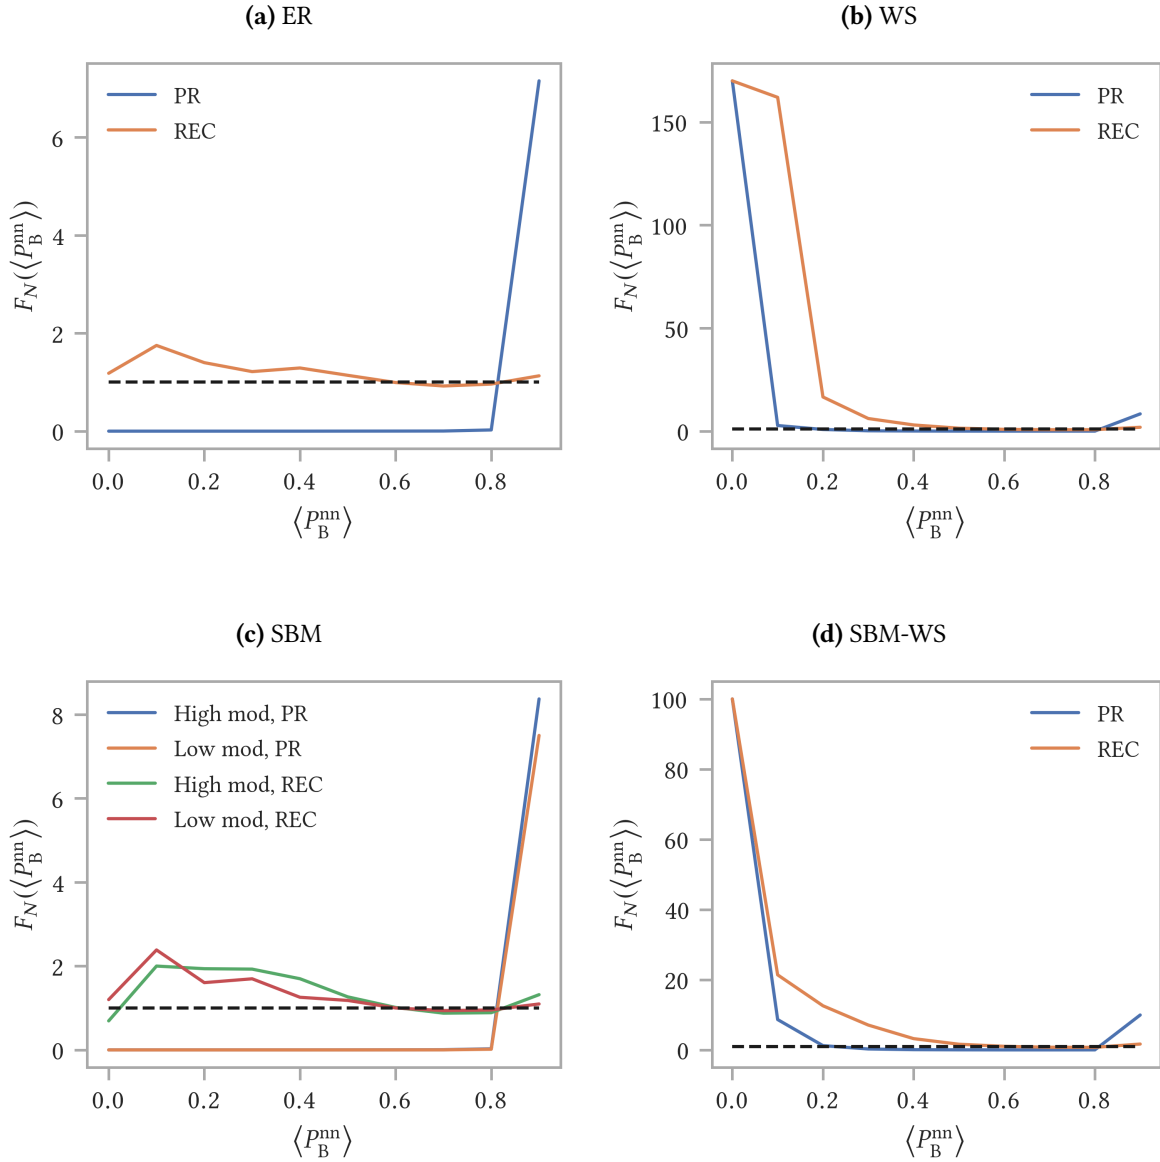 (a) ER
PR
REC
6
4
2
0
F_N(⟨P_B^nn⟩)
0.0 0.2 0.4 0.6 0.8
⟨P_B^nn⟩
(b) WS
PR
REC
150
100
50
0
F_N(⟨P_B^nn⟩)
0.0 0.2 0.4 0.6 0.8
⟨P_B^nn⟩
(c) SBM
High mod, PR
Low mod, PR
High mod, REC
Low mod, REC
8
6
4
2
0
F_N(⟨P_B^nn⟩)
0.0 0.2 0.4 0.6 0.8
⟨P_B^nn⟩
(d) SBM-WS
PR
REC
100
80
60
40
20
0
F_N(⟨P_B^nn⟩)
0.0 0.2 0.4 0.6 0.8
⟨P_B^nn⟩